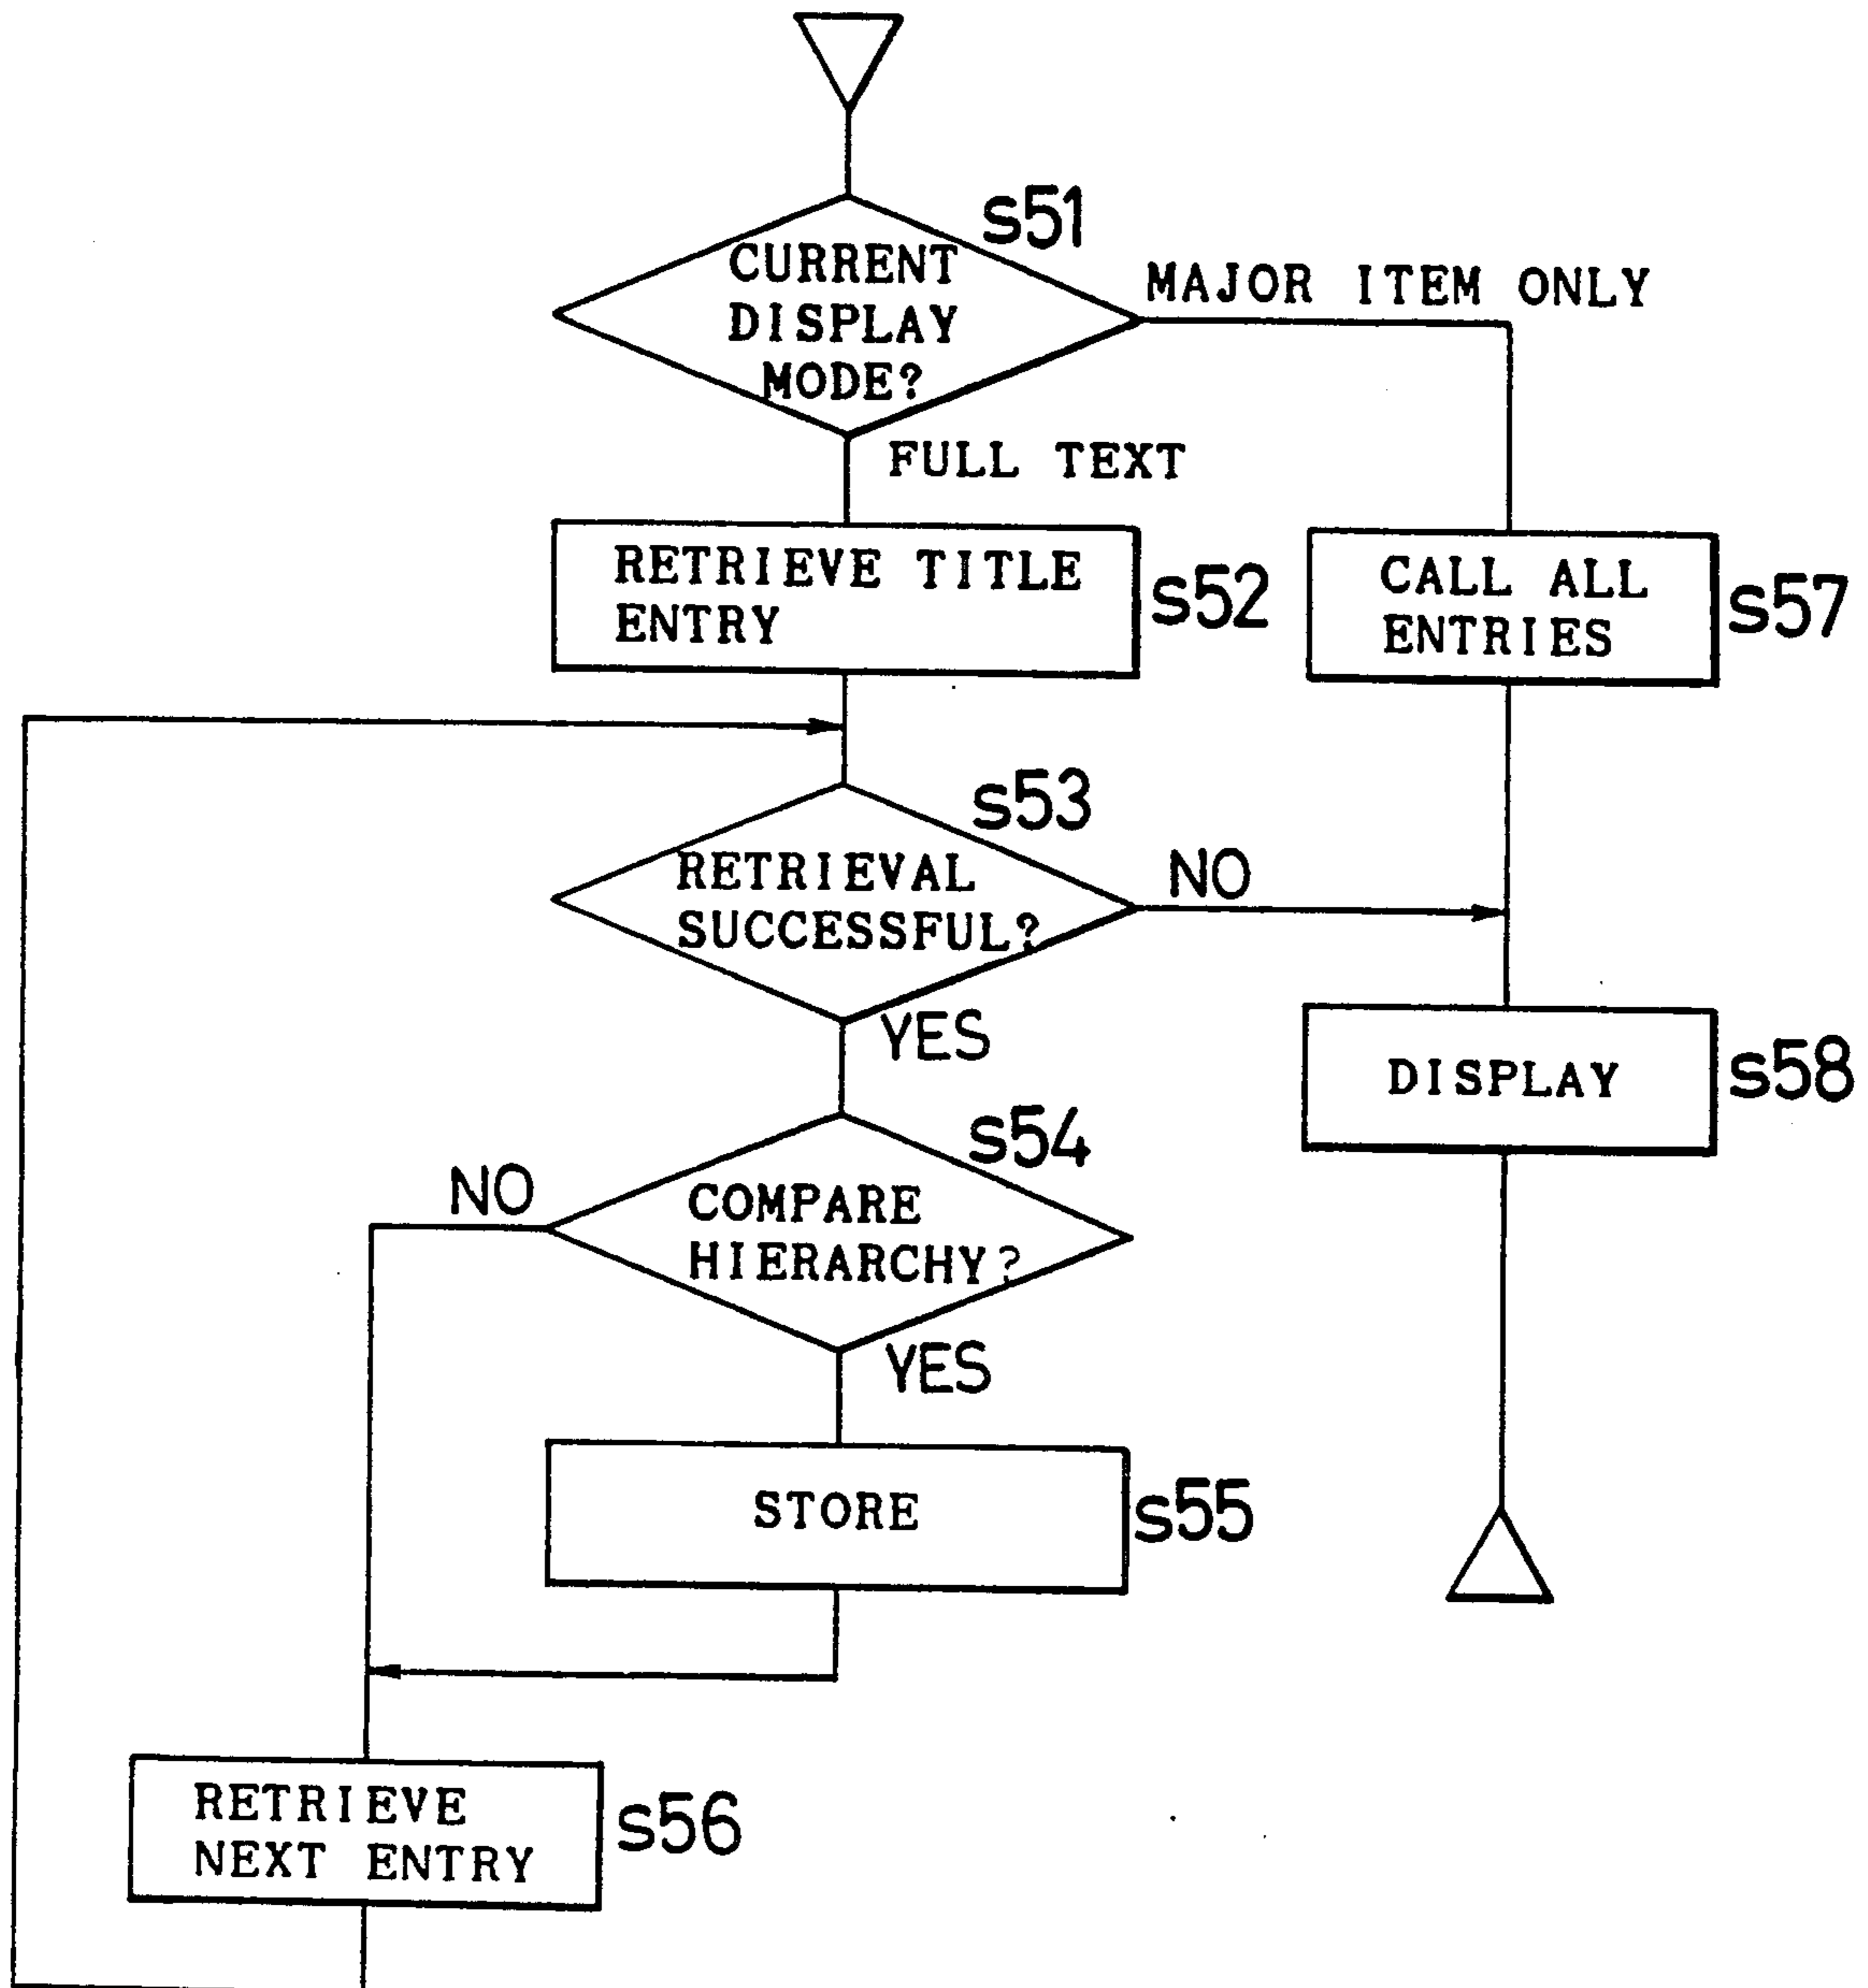 s51
CURRENT
DISPLAY
MODE?
MAJOR ITEM ONLY
FULL TEXT
RETRIEVE TITLE
ENTRY
s52
CALL ALL
ENTRIES
s57
s53
RETRIEVAL
SUCCESSFUL?
NO
YES
DISPLAY
s58
s54
NO
COMPARE
HIERARCHY?
YES
STORE
s55
RETRIEVE
NEXT ENTRY
s56